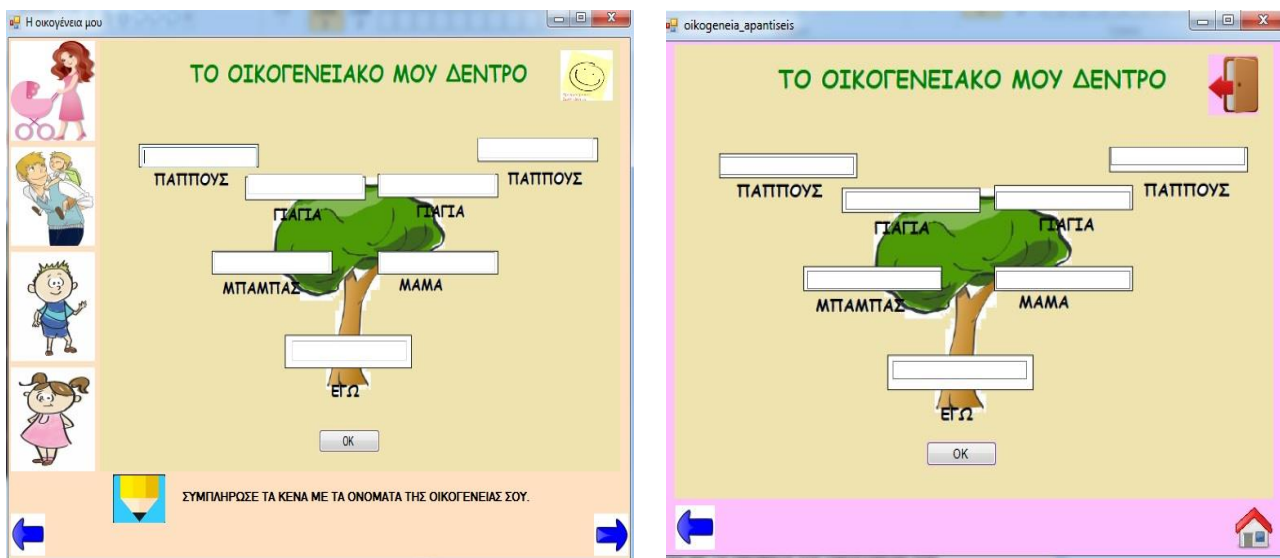 Η οικογένεια μου
ΤΟ ΟΙΚΟΓΕΝΕΙΑΚΟ ΜΟΥ ΔΕΝΤΡΟ
ΠΑΠΠΟΥΣ
ΠΑΠΠΟΥΣ
ΓΙΑΓΙΑ
ΓΙΑΓΙΑ
ΜΠΑΜΠΑΣ
ΜΑΜΑ
ΕΓΩ
OK
ΣΥΜΠΛΗΡΩΣΕ ΤΑ ΚΕΝΑ ΜΕ ΤΑ ΟΝΟΜΑΤΑ ΤΗΣ ΟΙΚΟΓΕΝΕΙΑΣ ΣΟΥ.
oikogeneia_apantiseis
ΤΟ ΟΙΚΟΓΕΝΕΙΑΚΟ ΜΟΥ ΔΕΝΤΡΟ
ΠΑΠΠΟΥΣ
ΠΑΠΠΟΥΣ
ΓΙΑΓΙΑ
ΓΙΑΓΙΑ
ΜΠΑΜΠΑΣ
ΜΑΜΑ
ΕΓΩ
OK